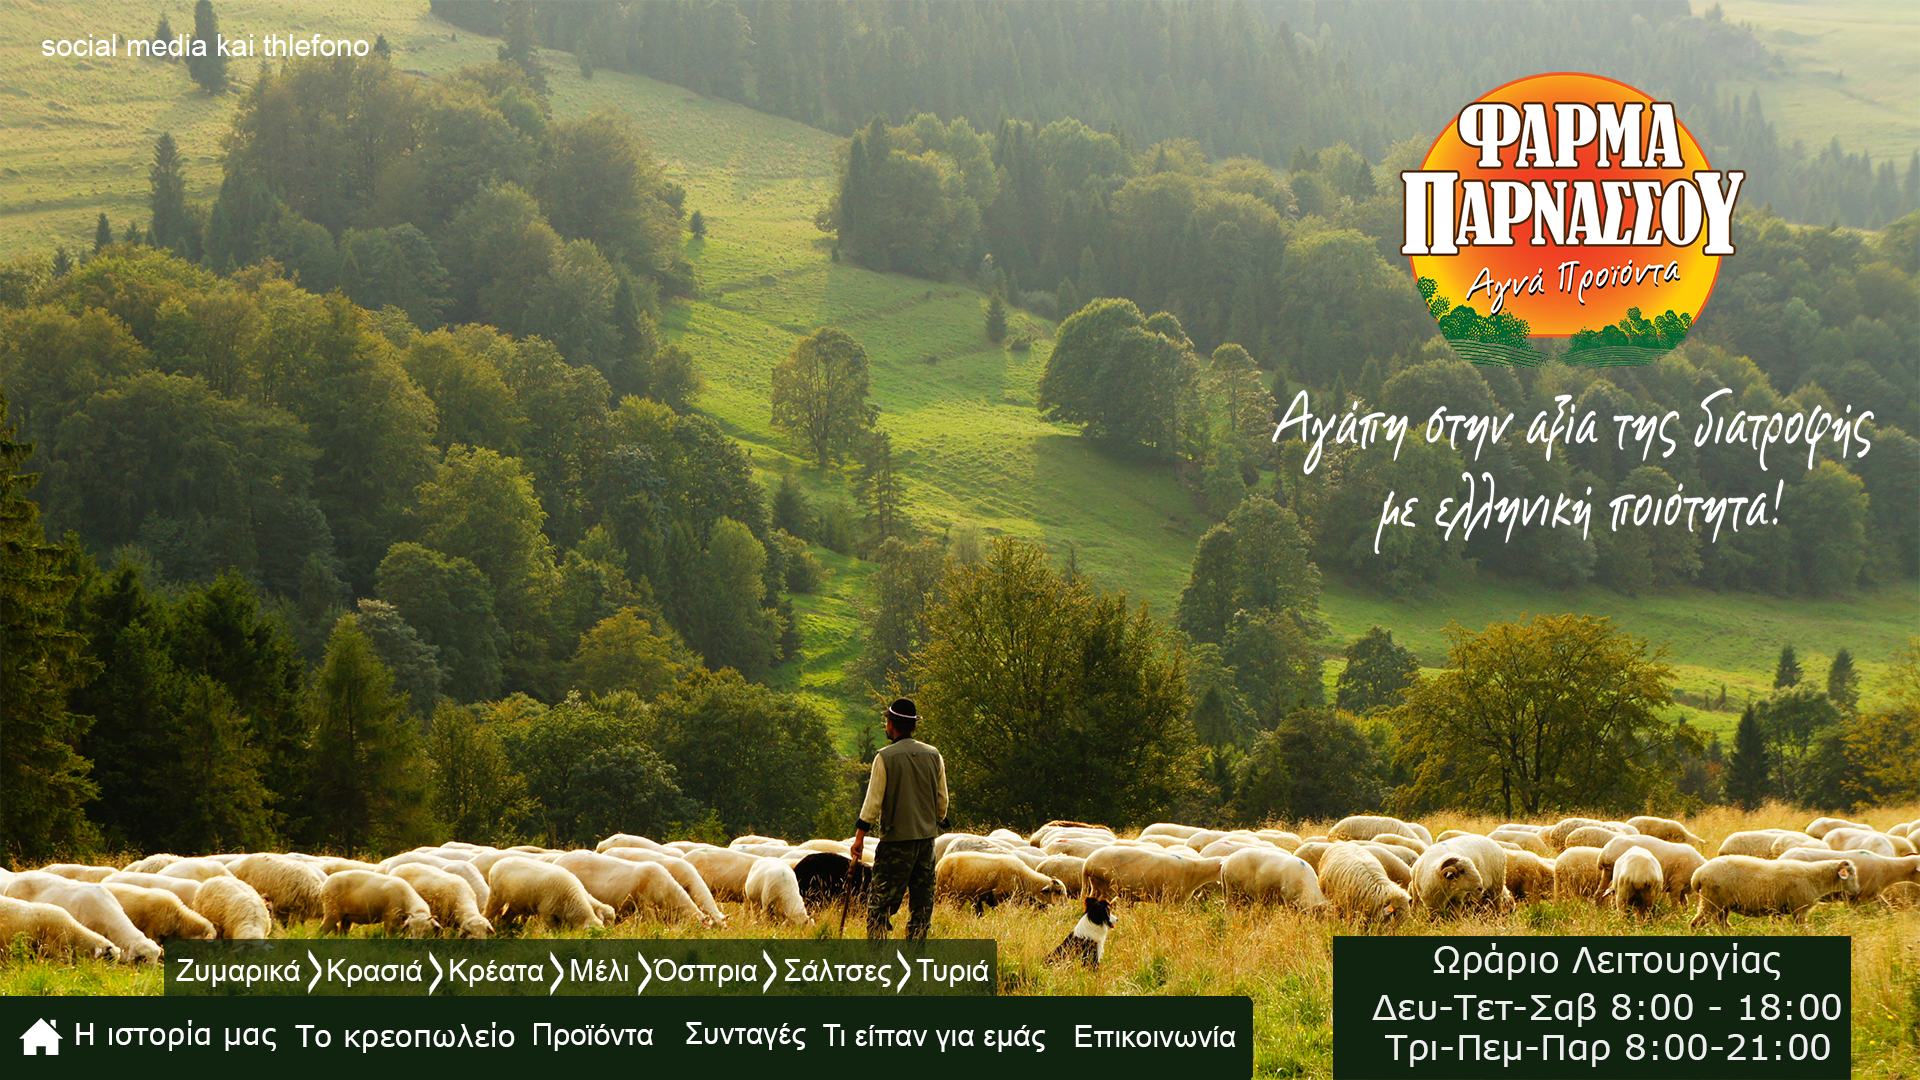 social media kai thlefono
ΦΑΡΜΑ
ΠΑΡΝΑΣΣΟΥ
Αγνά Προϊόντα
Αγάπη στην αξία της διατροφής
με ελληνική ποιότητα!
Ζυμαρικά Κρασιά Κρέατα Μέλι Όσπρια Σάλτσες Τυριά
Η ιστορία μας Το κρεοπωλείο Προϊόντα Συνταγές Τι είπαν για εμάς Επικοινωνία
Ωράριο Λειτουργίας
Δευ-Τετ-Σαβ 8:00 - 18:00
Τρι-Πεμ-Παρ 8:00-21:00